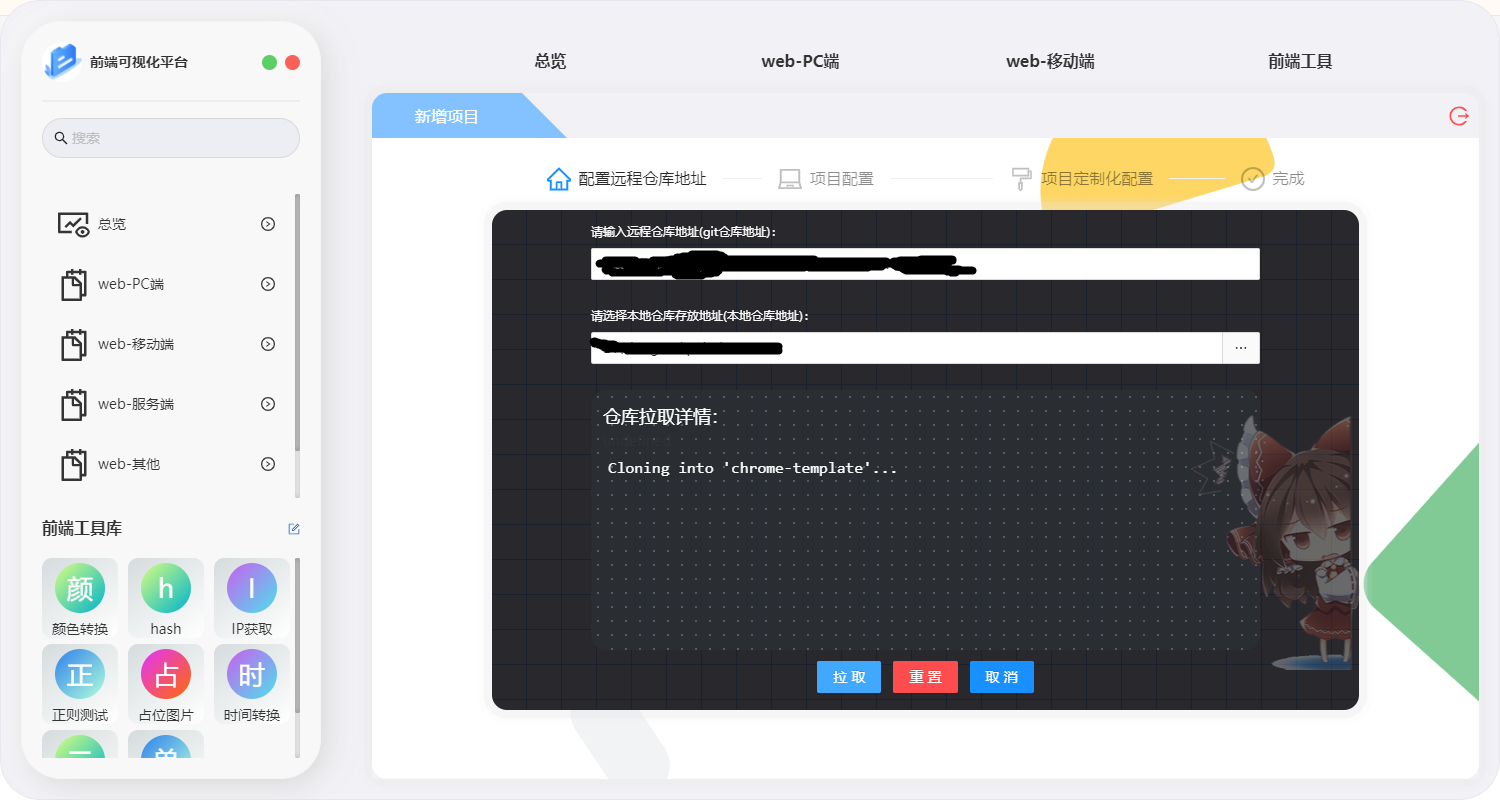 前端可视化平台
搜索
总览
web-PC端
web-移动端
web-服务端
web-其他
前端工具库
颜
h
I
颜色转换
hash
IP获取
正
占
时
正则测试
占位图片
时间转换
总览
web-PC端
web-移动端
前端工具
新增项目
配置远程仓库地址
项目配置
项目定制化配置
完成
请输入远程仓库地址(git仓库地址)：
请选择本地仓库存放地址(本地仓库地址)：
...
仓库拉取详情：
undefined
Cloning into 'chrome-template'...
拉 取
重 置
取 消